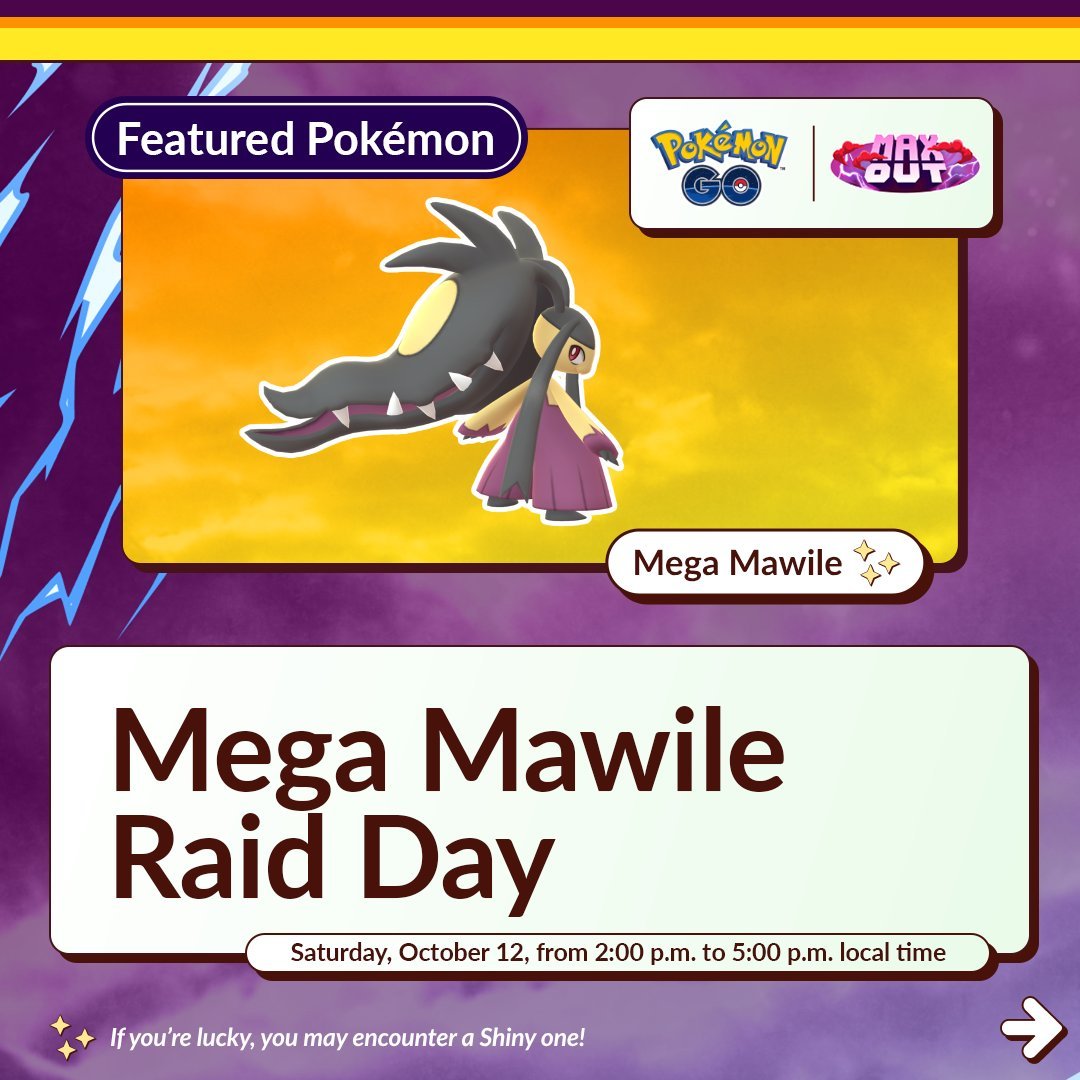 Featured Pokémon
POKéMON
GO
MAX
OUT
Mega Mawile
Mega Mawile
Raid Day
Saturday, October 12, from 2:00 p.m. to 5:00 p.m. local time
If you're lucky, you may encounter a Shiny one!